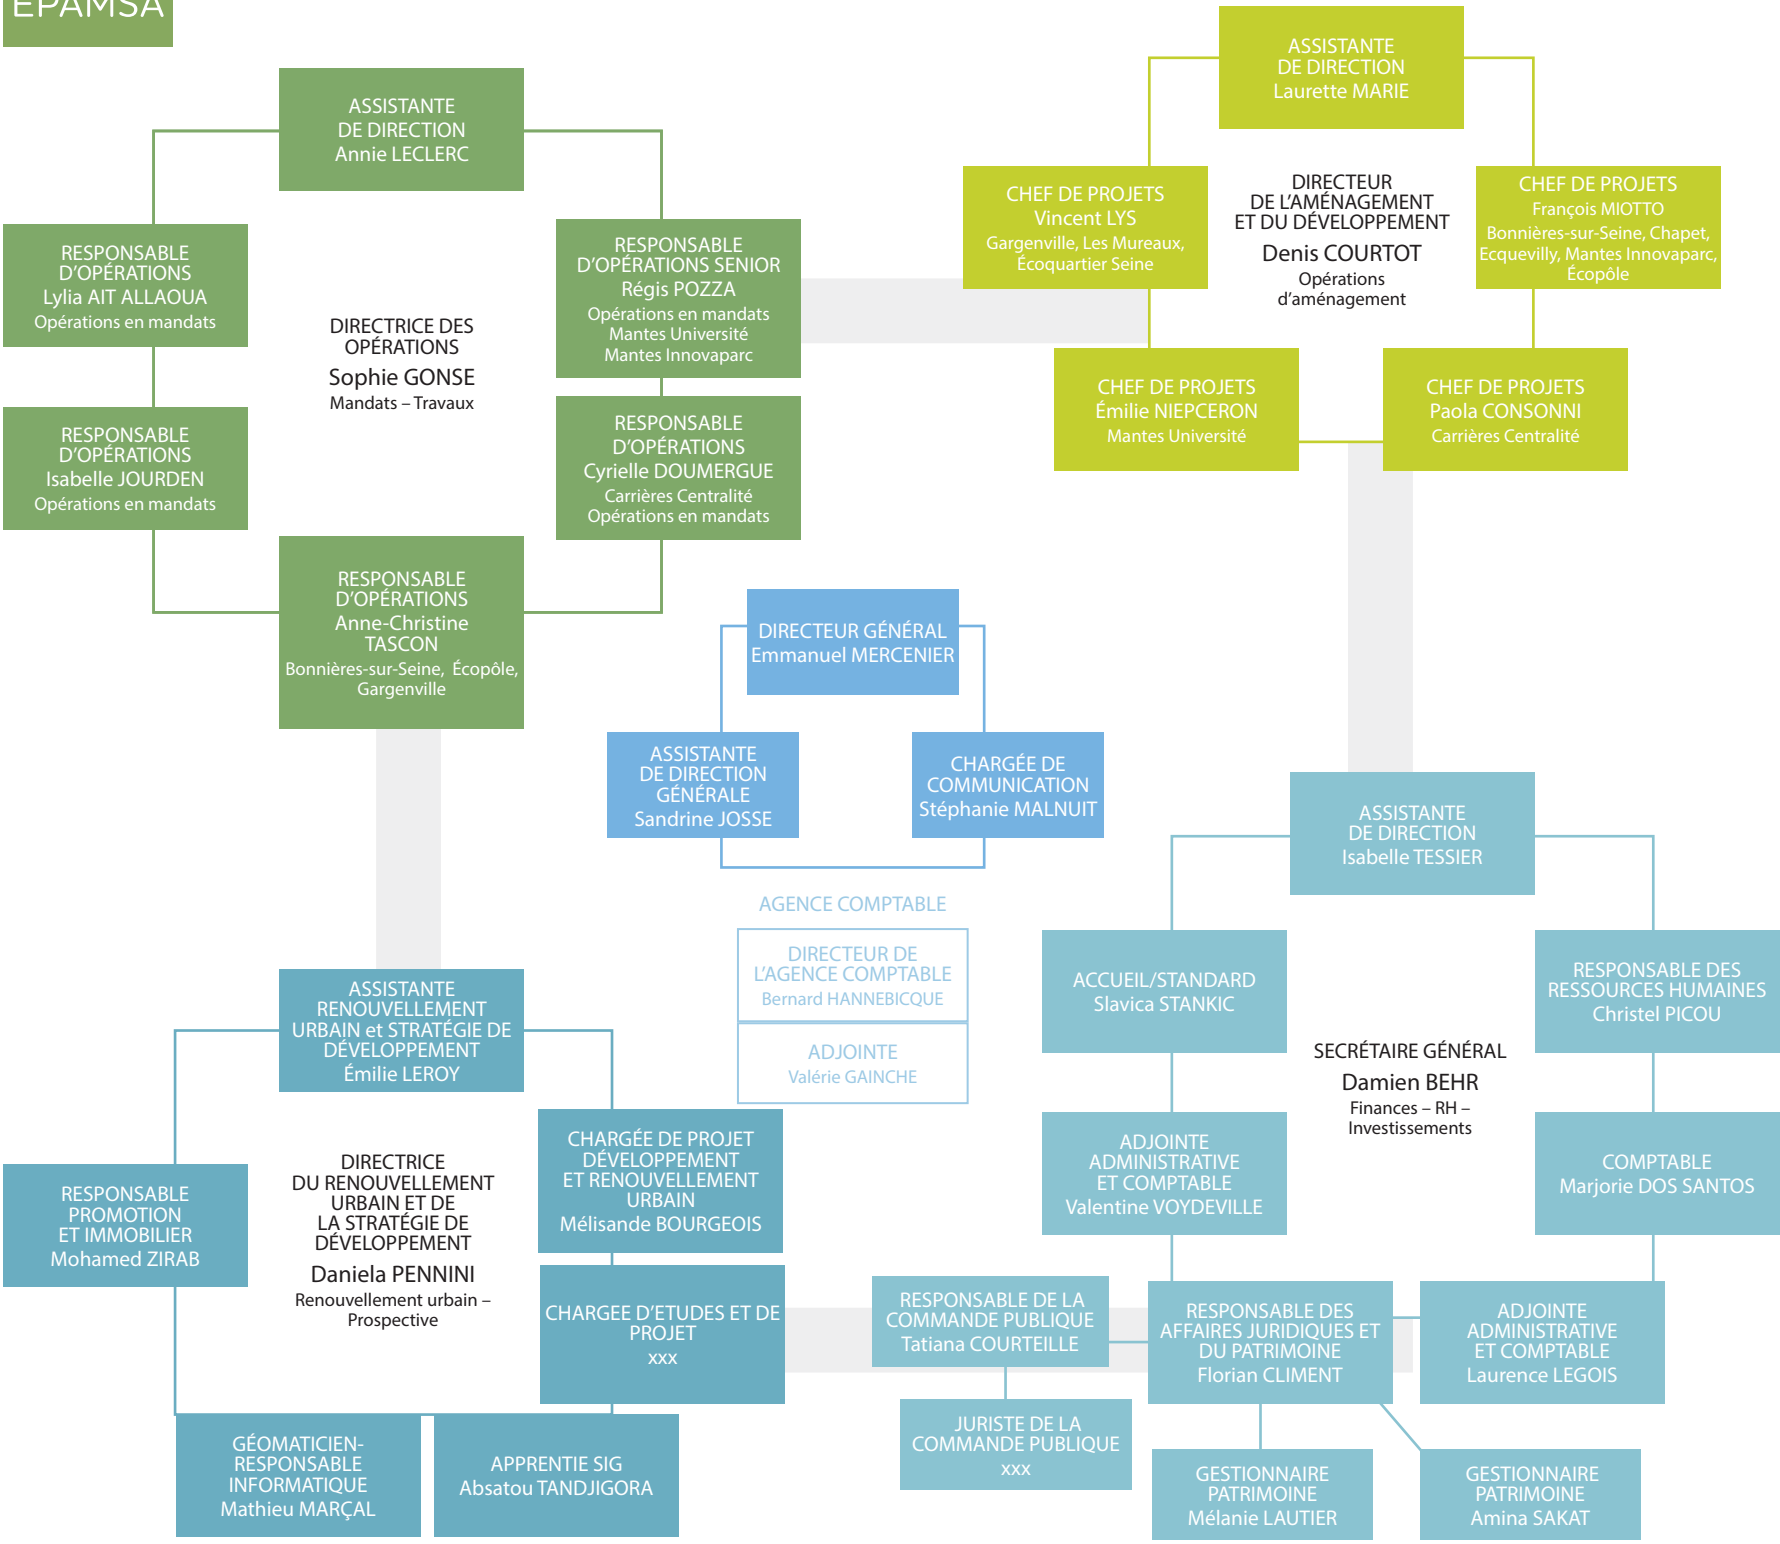 EPAMSA
ASSISTANTE
DE DIRECTION
Annie LECLERC
RESPONSABLE
D'OPÉRATIONS
Lylia AIT ALLAOUA
Opérations en mandats
RESPONSABLE
D'OPÉRATIONS SENIOR
Régis POZZA
Opérations en mandats
Mantes Université
Mantes Innovaparc
DIRECTRICE DES
OPÉRATIONS
Sophie GONSE
Mandats – Travaux
RESPONSABLE
D'OPÉRATIONS
Isabelle JOURDEN
Opérations en mandats
RESPONSABLE
D'OPÉRATIONS
Cyrielle DOUMERGUE
Carrières Centralité
Opérations en mandats
RESPONSABLE
D'OPÉRATIONS
Anne-Christine
TASCON
Bonnières-sur-Seine, Écopôle,
Gargenville
ASSISTANTE
DE DIRECTION
Laurette MARIE
CHEF DE PROJETS
Vincent LYS
Gargenville, Les Mureaux,
Écoquartier Seine
DIRECTEUR
DE L'AMÉNAGEMENT
ET DU DÉVELOPPEMENT
Denis COURTOT
Opérations
d'aménagement
CHEF DE PROJETS
François MIOTTO
Bonnières-sur-Seine, Chapet,
Ecquevilly, Mantes Innovaparc,
Écopôle
CHEF DE PROJETS
Émilie NIEPCERON
Mantes Université
CHEF DE PROJETS
Paola CONSONNI
Carrières Centralité
DIRECTEUR GÉNÉRAL
Emmanuel MERCENIER
ASSISTANTE
DE DIRECTION
GÉNÉRALE
Sandrine JOSSE
CHARGÉE DE
COMMUNICATION
Stéphanie MALNUIT
AGENCE COMPTABLE
DIRECTEUR DE
L'AGENCE COMPTABLE
Bernard HANNEBICQUE
ADJOINTE
Valérie GAINCHE
ASSISTANTE
RENOUVELLEMENT
URBAIN et STRATÉGIE DE
DÉVELOPPEMENT
Émilie LEROY
RESPONSABLE
PROMOTION
ET IMMOBILIER
Mohamed ZIRAB
DIRECTRICE
DU RENOUVELLEMENT
URBAIN ET DE
LA STRATÉGIE DE
DÉVELOPPEMENT
Daniela PENNINI
Renouvellement urbain –
Prospective
CHARGÉE DE PROJET
DÉVELOPPEMENT
ET RENOUVELLEMENT
URBAIN
Mélisande BOURGEOIS
CHARGEE D'ETUDES ET DE
PROJET
xxx
GÉOMATICIEN-
RESPONSABLE
INFORMATIQUE
Mathieu MARÇAL
APPRENTIE SIG
Absatou TANDJIGORA
ASSISTANTE
DE DIRECTION
Isabelle TESSIER
ACCUEIL/STANDARD
Slavica STANKIC
RESPONSABLE DES
RESSOURCES HUMAINES
Christel PICOU
SECRÉTAIRE GÉNÉRAL
Damien BEHR
Finances – RH –
Investissements
ADJOINTE
ADMINISTRATIVE
ET COMPTABLE
Valentine VOYDEVILLE
COMPTABLE
Marjorie DOS SANTOS
RESPONSABLE DE LA
COMMANDE PUBLIQUE
Tatiana COURTEILLE
RESPONSABLE DES
AFFAIRES JURIDIQUES ET
DU PATRIMOINE
Florian CLIMENT
ADJOINTE
ADMINISTRATIVE
ET COMPTABLE
Laurence LEGOIS
JURISTE DE LA
COMMANDE PUBLIQUE
xxx
GESTIONNAIRE
PATRIMOINE
Mélanie LAUTIER
GESTIONNAIRE
PATRIMOINE
Amina SAKAT